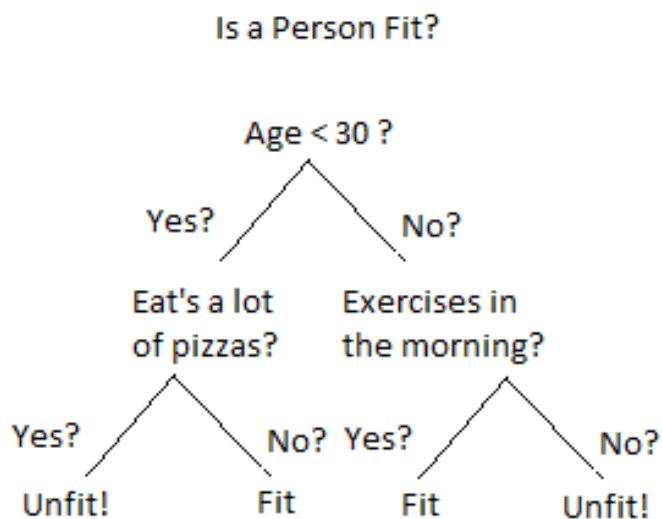 Is a Person Fit?
Age < 30 ?
Yes?
No?
Eat's a lot
of pizzas?
Exercises in
the morning?
Yes?
No?
Yes?
No?
Unfit!
Fit
Fit
Unfit!